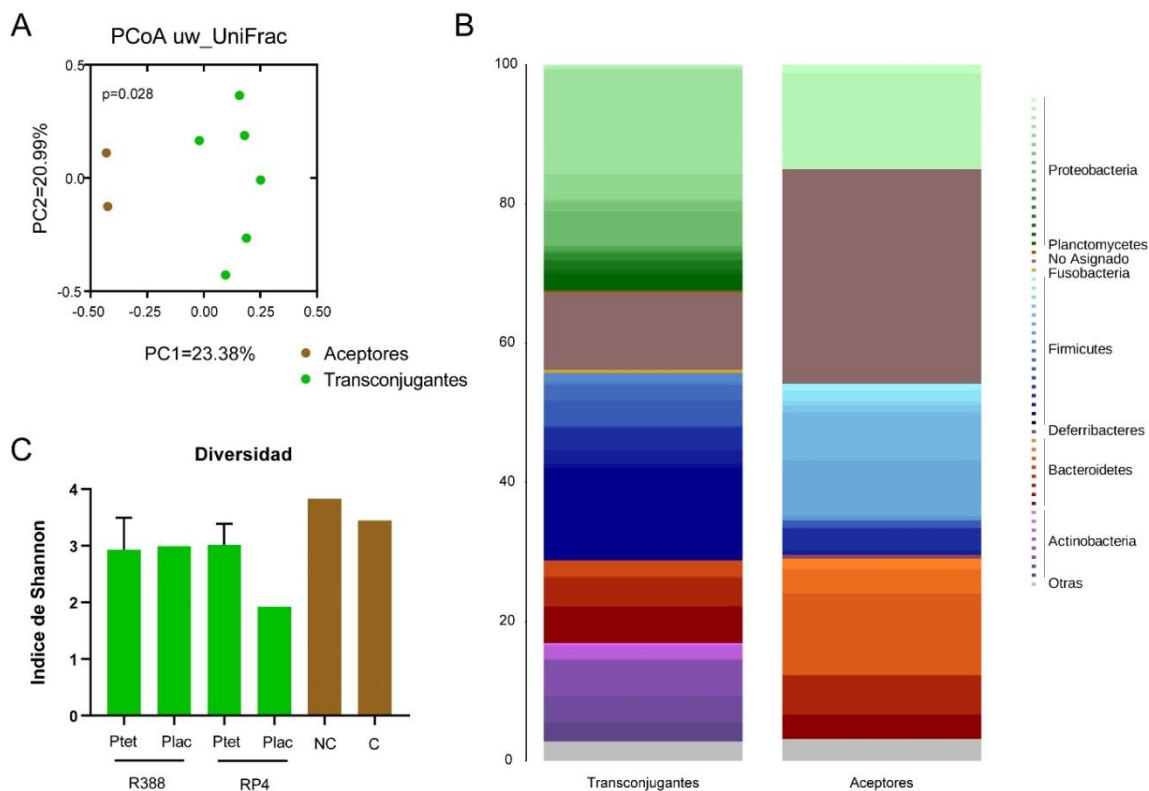 A
PCoA uw_UniFrac
0.5
p=0.028
0.0
-0.5
-0.50
-0.25
0.00
0.25
0.50
PC2=20.99%
PC1=23.38%
Aceptores
Transconjugantes
B
100
80
60
40
20
0
Transconjugantes
Aceptores
Proteobacteria
Planctomycetes
No Asignado
Fusobacteria
Firmicutes
Deferribacteres
Bacteroidetes
Actinobacteria
Otras
C
Diversidad
Indice de Shannon
4
3
2
1
0
Ptet
Plac
Ptet
Plac
NC
C
R388
RP4